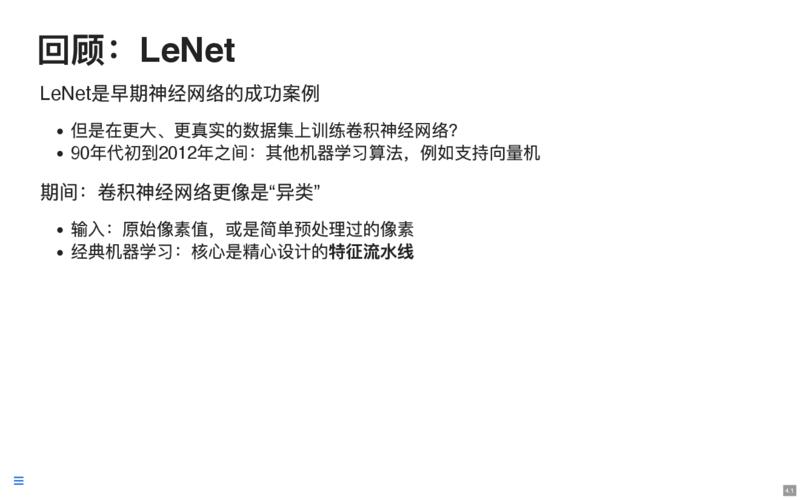 回顾：LeNet
LeNet是早期神经网络的成功案例
但是在更大、更真实的数据集上训练卷积神经网络?
90年代初到2012年之间：其他机器学习算法，例如支持向量机
期间：卷积神经网络更像是“异类”
输入：原始像素值，或是简单预处理过的像素
经典机器学习：核心是精心设计的特征流水线
4.1